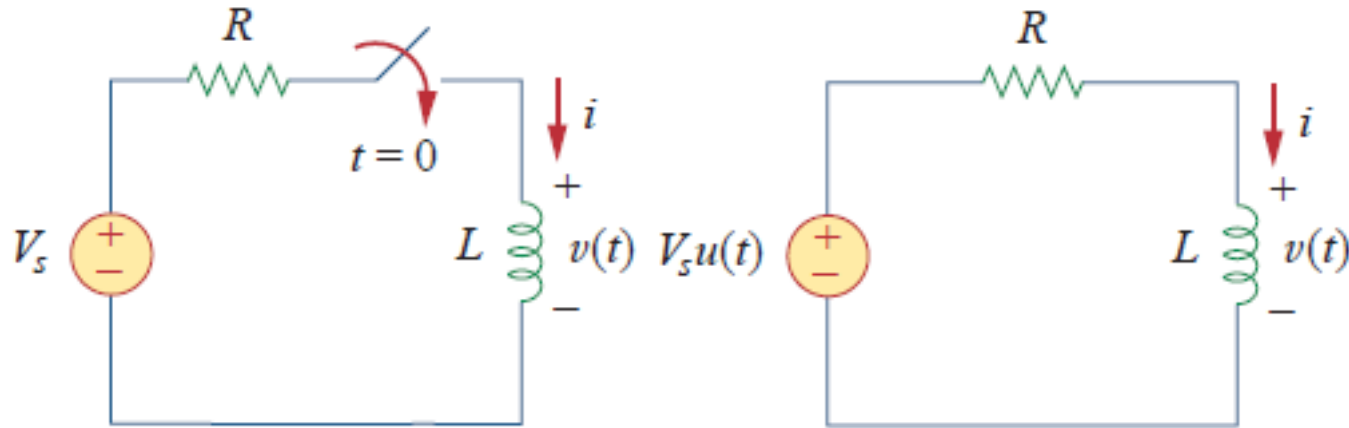 R
t = 0
i
+
V_s
+
−
L
v(t)
−
R
i
+
V_s u(t)
+
−
L
v(t)
−